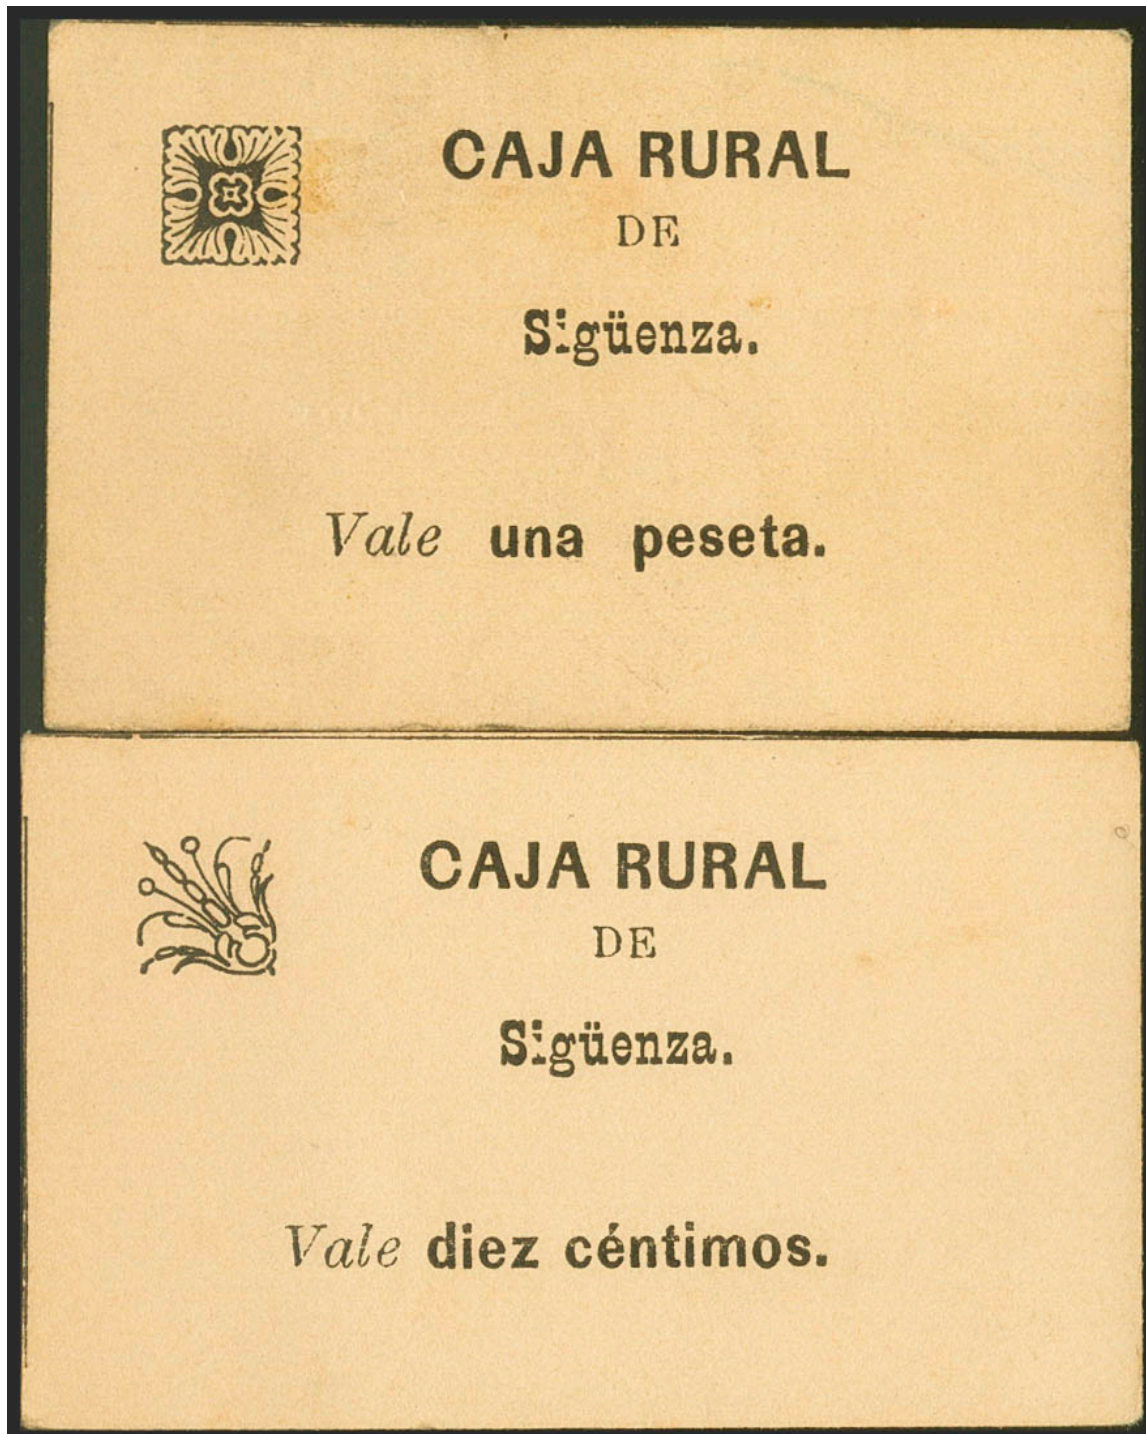 CAJA RURAL
DE
Sigüenza.
Vale una peseta.
CAJA RURAL
DE
Sigüenza.
Vale diez céntimos.